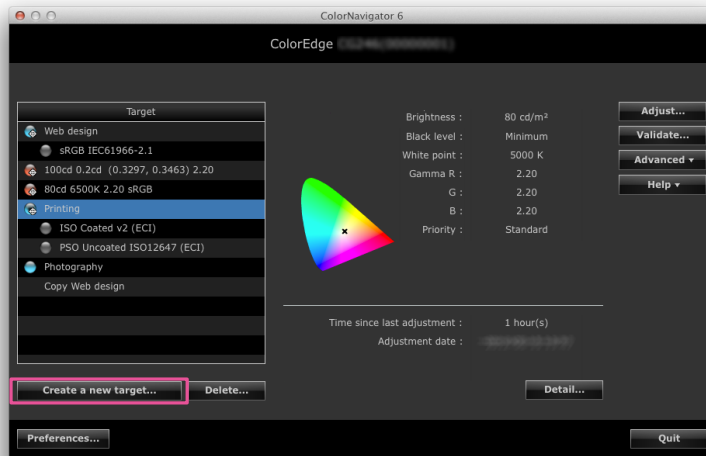 ColorNavigator 6
ColorEdge
Target
Web design
sRGB IEC61966-2.1
100cd 0.2cd (0.3297, 0.3463) 2.20
80cd 6500K 2.20 sRGB
Printing
ISO Coated v2 (ECI)
PSO Uncoated ISO12647 (ECI)
Photography
Copy Web design
Brightness : 80 cd/m²
Black level : Minimum
White point : 5000 K
Gamma R : 2.20
G : 2.20
B : 2.20
Priority : Standard
Time since last adjustment : 1 hour(s)
Adjustment date :
Adjust...
Validate...
Advanced ▾
Help ▾
Create a new target...
Delete...
Detail...
Preferences...
Quit